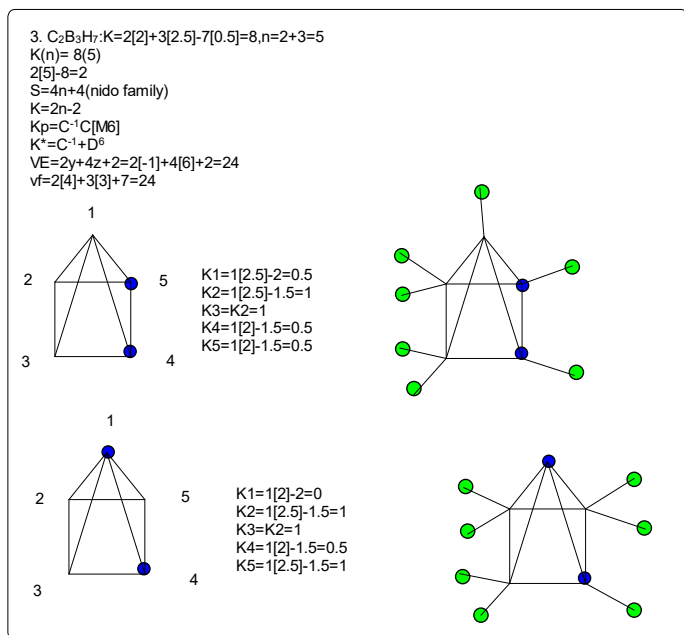 3. C₂B₃H₇:K=2[2]+3[2.5]-7[0.5]=8,n=2+3=5
K(n)= 8(5)
2[5]-8=2
S=4n+4(nido family)
K=2n-2
Kp=C⁻¹C[M6]
K*=C⁻¹+D⁶
VE=2y+4z+2=2[-1]+4[6]+2=24
vf=2[4]+3[3]+7=24
1
2
5
3
4
K1=1[2.5]-2=0.5
K2=1[2.5]-1.5=1
K3=K2=1
K4=1[2]-1.5=0.5
K5=1[2]-1.5=0.5
1
2
5
3
4
K1=1[2]-2=0
K2=1[2.5]-1.5=1
K3=K2=1
K4=1[2]-1.5=0.5
K5=1[2.5]-1.5=1